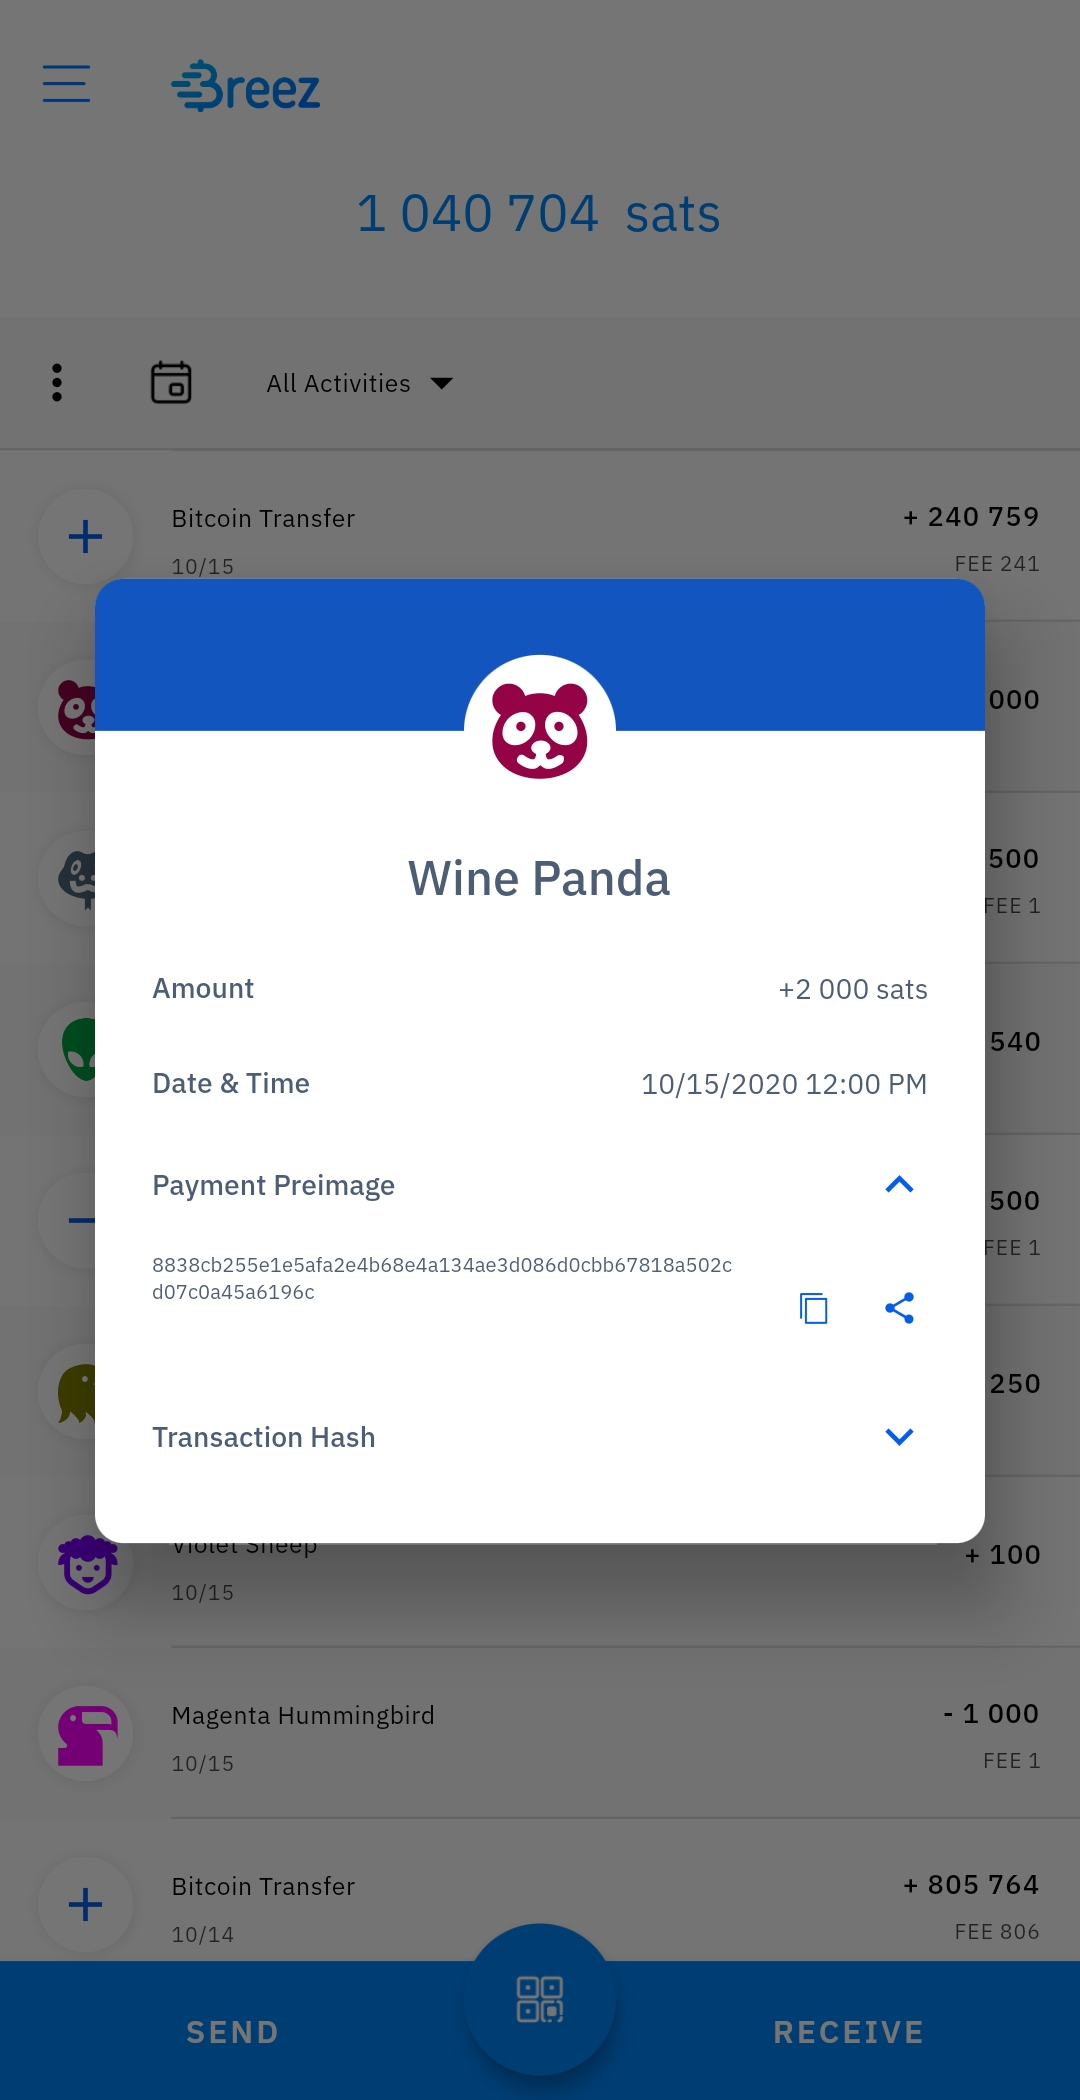 Breez
1 040 704 sats
All Activities
Bitcoin Transfer
+ 240 759
10/15
FEE 241
000
500
FEE 1
540
500
FEE 1
250
Wine Panda
Amount
+2 000 sats
Date & Time
10/15/2020 12:00 PM
Payment Preimage
8838cb255e1e5afa2e4b68e4a134ae3d086d0cbb67818a502c
d07c0a45a6196c
Transaction Hash
Violet Sheep
+ 100
10/15
Magenta Hummingbird
- 1 000
10/15
FEE 1
Bitcoin Transfer
+ 805 764
10/14
FEE 806
SEND
RECEIVE